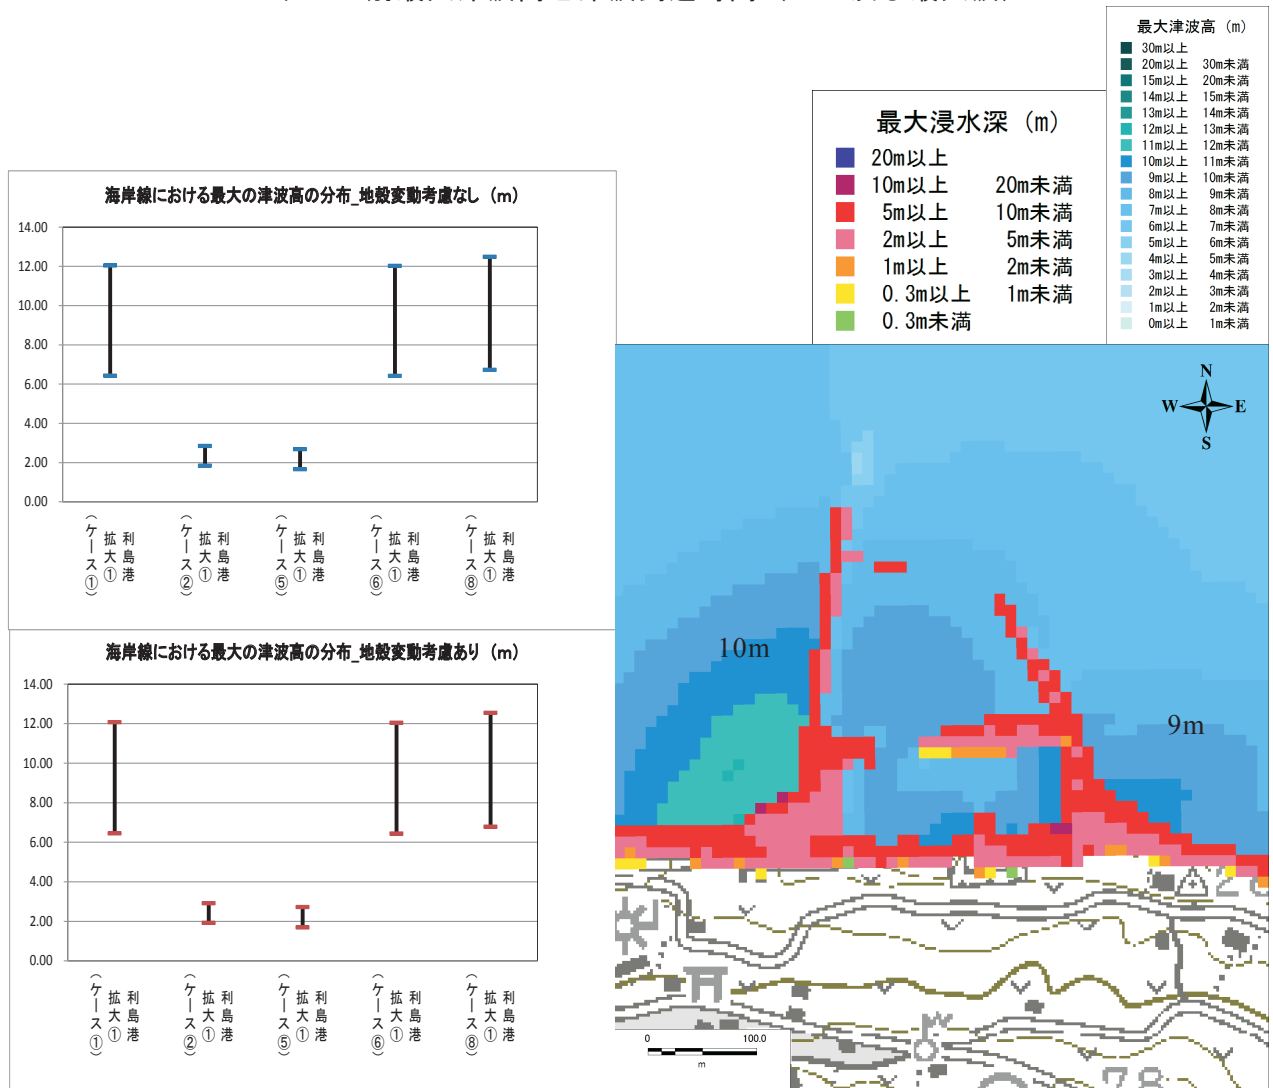 最大津波高 (m)
30m以上
20m以上 30m未満
15m以上 20m未満
14m以上 15m未満
13m以上 14m未満
12m以上 13m未満
11m以上 12m未満
10m以上 11m未満
9m以上 10m未満
8m以上 9m未満
7m以上 8m未満
6m以上 7m未満
5m以上 6m未満
4m以上 5m未満
3m以上 4m未満
2m以上 3m未満
1m以上 2m未満
0m以上 1m未満
最大浸水深 (m)
20m以上
10m以上 20m未満
5m以上 10m未満
2m以上 5m未満
1m以上 2m未満
0.3m以上 1m未満
0.3m未満
海岸線における最大の津波高の分布_地殻変動考慮なし (m)
14.00
12.00
10.00
8.00
6.00
4.00
2.00
0.00
利島港
拡大①
(ケース①)
利島港
拡大①
(ケース②)
利島港
拡大①
(ケース⑤)
利島港
拡大①
(ケース⑥)
利島港
拡大①
(ケース⑧)
海岸線における最大の津波高の分布_地殻変動考慮あり (m)
14.00
12.00
10.00
8.00
6.00
4.00
2.00
0.00
利島港
拡大①
(ケース①)
利島港
拡大①
(ケース②)
利島港
拡大①
(ケース⑤)
利島港
拡大①
(ケース⑥)
利島港
拡大①
(ケース⑧)
N
W E
S
10m
9m
0 100.0
m